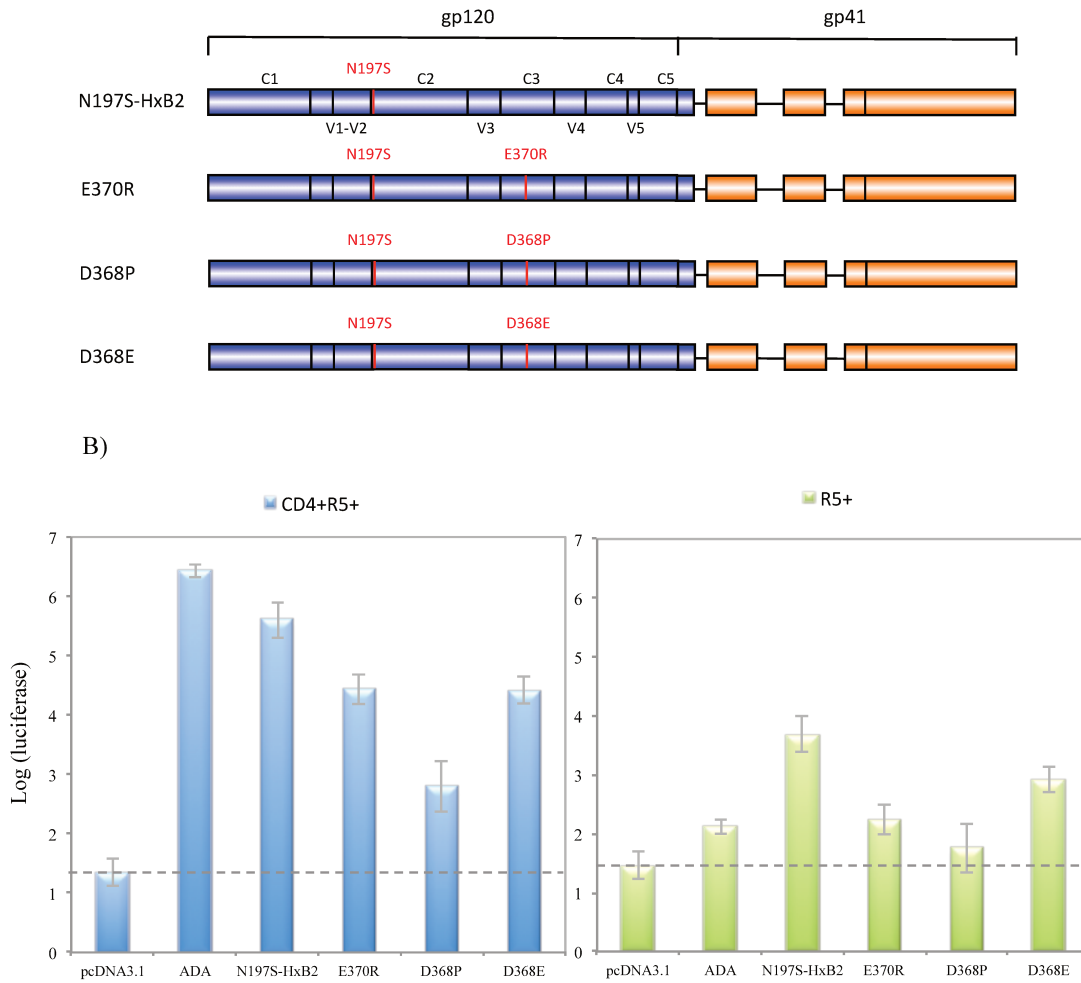 gp120 gp41
N197S
C1 C2 C3 C4 C5
N197S-HxB2
V1-V2 V3 V4 V5
N197S E370R
E370R
N197S D368P
D368P
N197S D368E
D368E
B)
CD4+R5+
R5+
Log (luciferase)
7
6
5
4
3
2
1
0
pcDNA3.1 ADA N197S-HxB2 E370R D368P D368E
7
6
5
4
3
2
1
0
pcDNA3.1 ADA N197S-HxB2 E370R D368P D368E